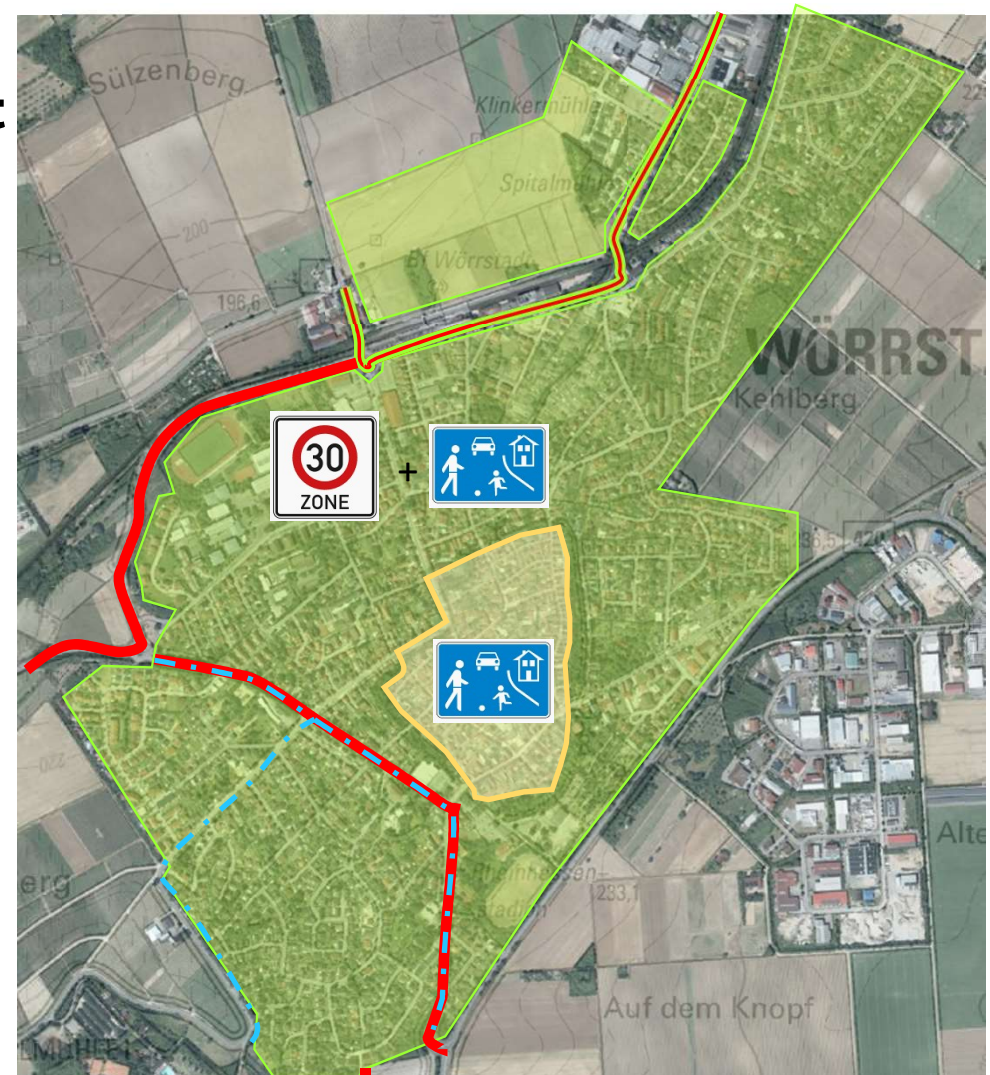 t
Sülzenberg
Klinkermühle
Spitalmühle
200
Bf Wörrstadt
196,6
WÖRRST
Kehlberg
30
ZONE
+
233,1
Alte
erg
Auf dem Knopf